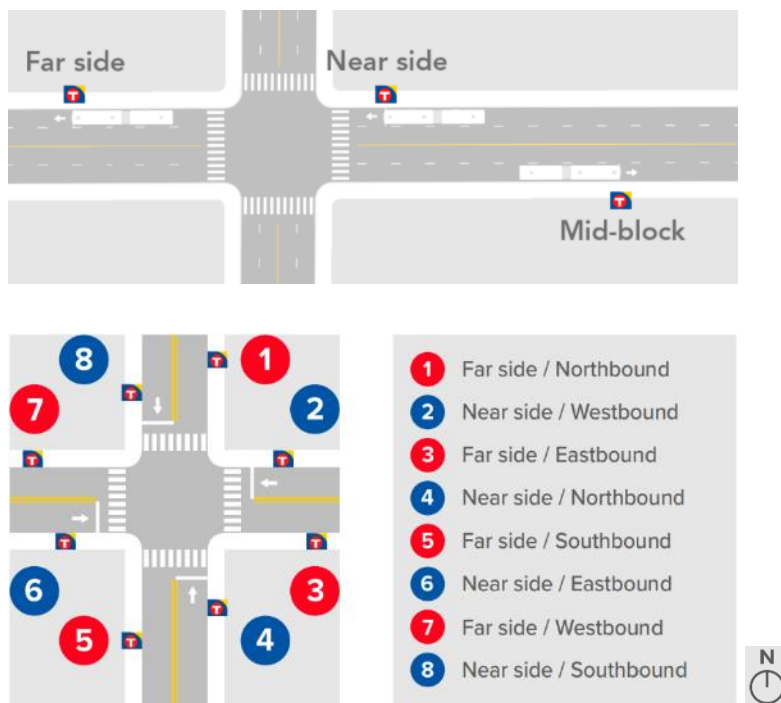 Far side
Near side
Mid-block
8
1
7
2
6
3
5
4
1 Far side / Northbound
2 Near side / Westbound
3 Far side / Eastbound
4 Near side / Northbound
5 Far side / Southbound
6 Near side / Eastbound
7 Far side / Westbound
8 Near side / Southbound
N